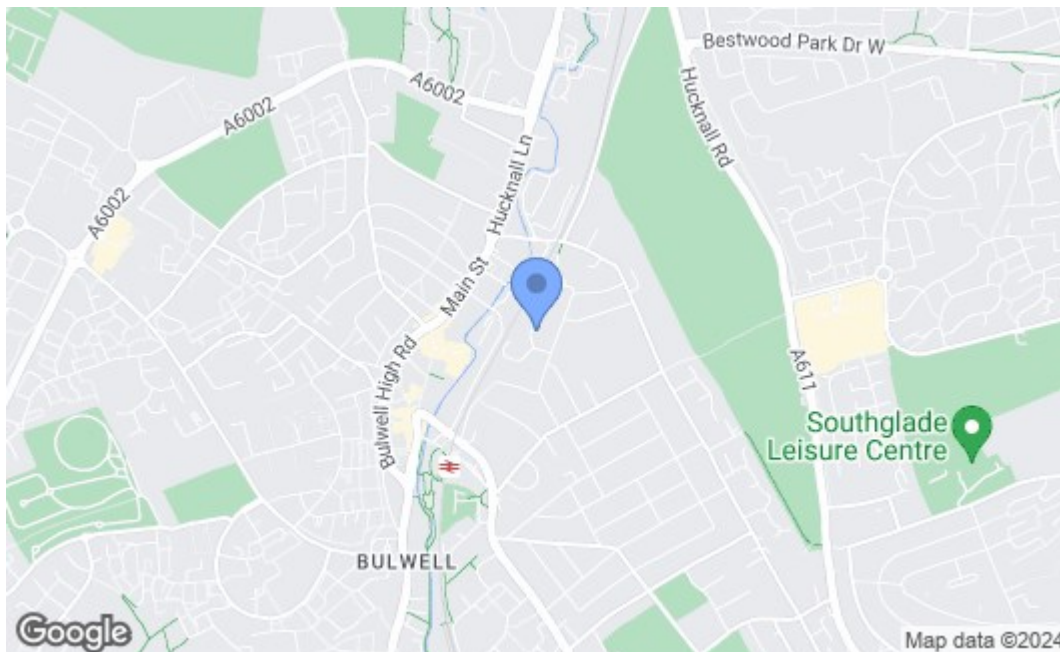 Bestwood Park Dr W
A6002
A6002
Hucknall Rd
Hucknall Ln
A6002
Main St
Bulwell High Rd
A611
Southglade
Leisure Centre
BULWELL
Google
Map data ©2024